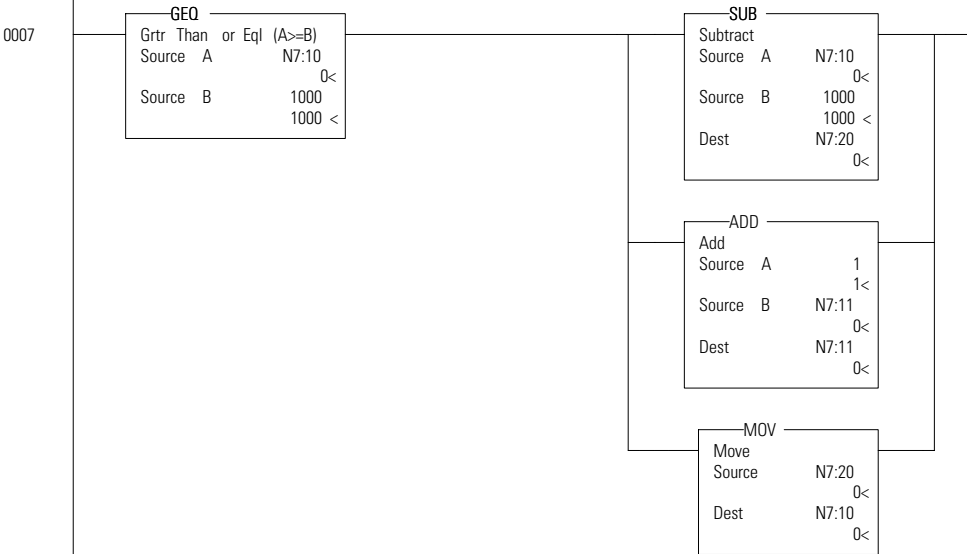 0007
GEQ
Grtr Than or Eql (A>=B)
Source A N7:10
0<
Source B 1000
1000 <
SUB
Subtract
Source A N7:10
0<
Source B 1000
1000 <
Dest N7:20
0<
ADD
Add
Source A 1
1<
Source B N7:11
0<
Dest N7:11
0<
MOV
Move
Source N7:20
0<
Dest N7:10
0<